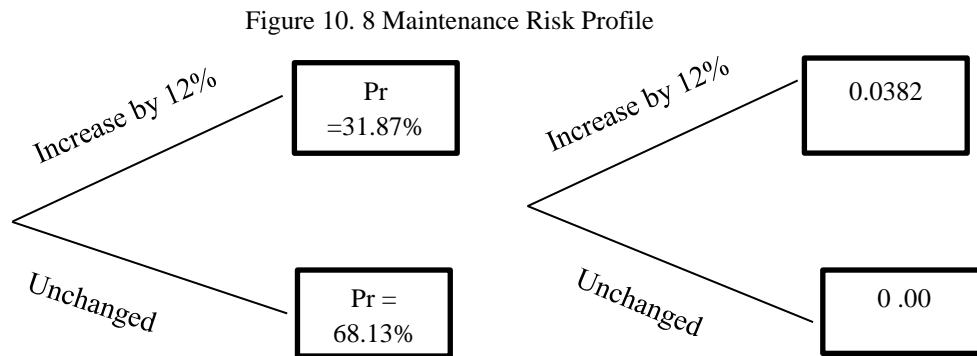 Figure 10. 8 Maintenance Risk Profile
Increase by 12%
Pr
=31.87%
Unchanged
Pr =
68.13%
Increase by 12%
0.0382
Unchanged
0 .00